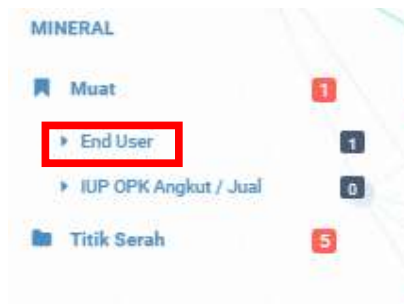 MINERAL
Muat 1
End User 1
IUP OPK Angkut / Jual 0
Titik Serah 5